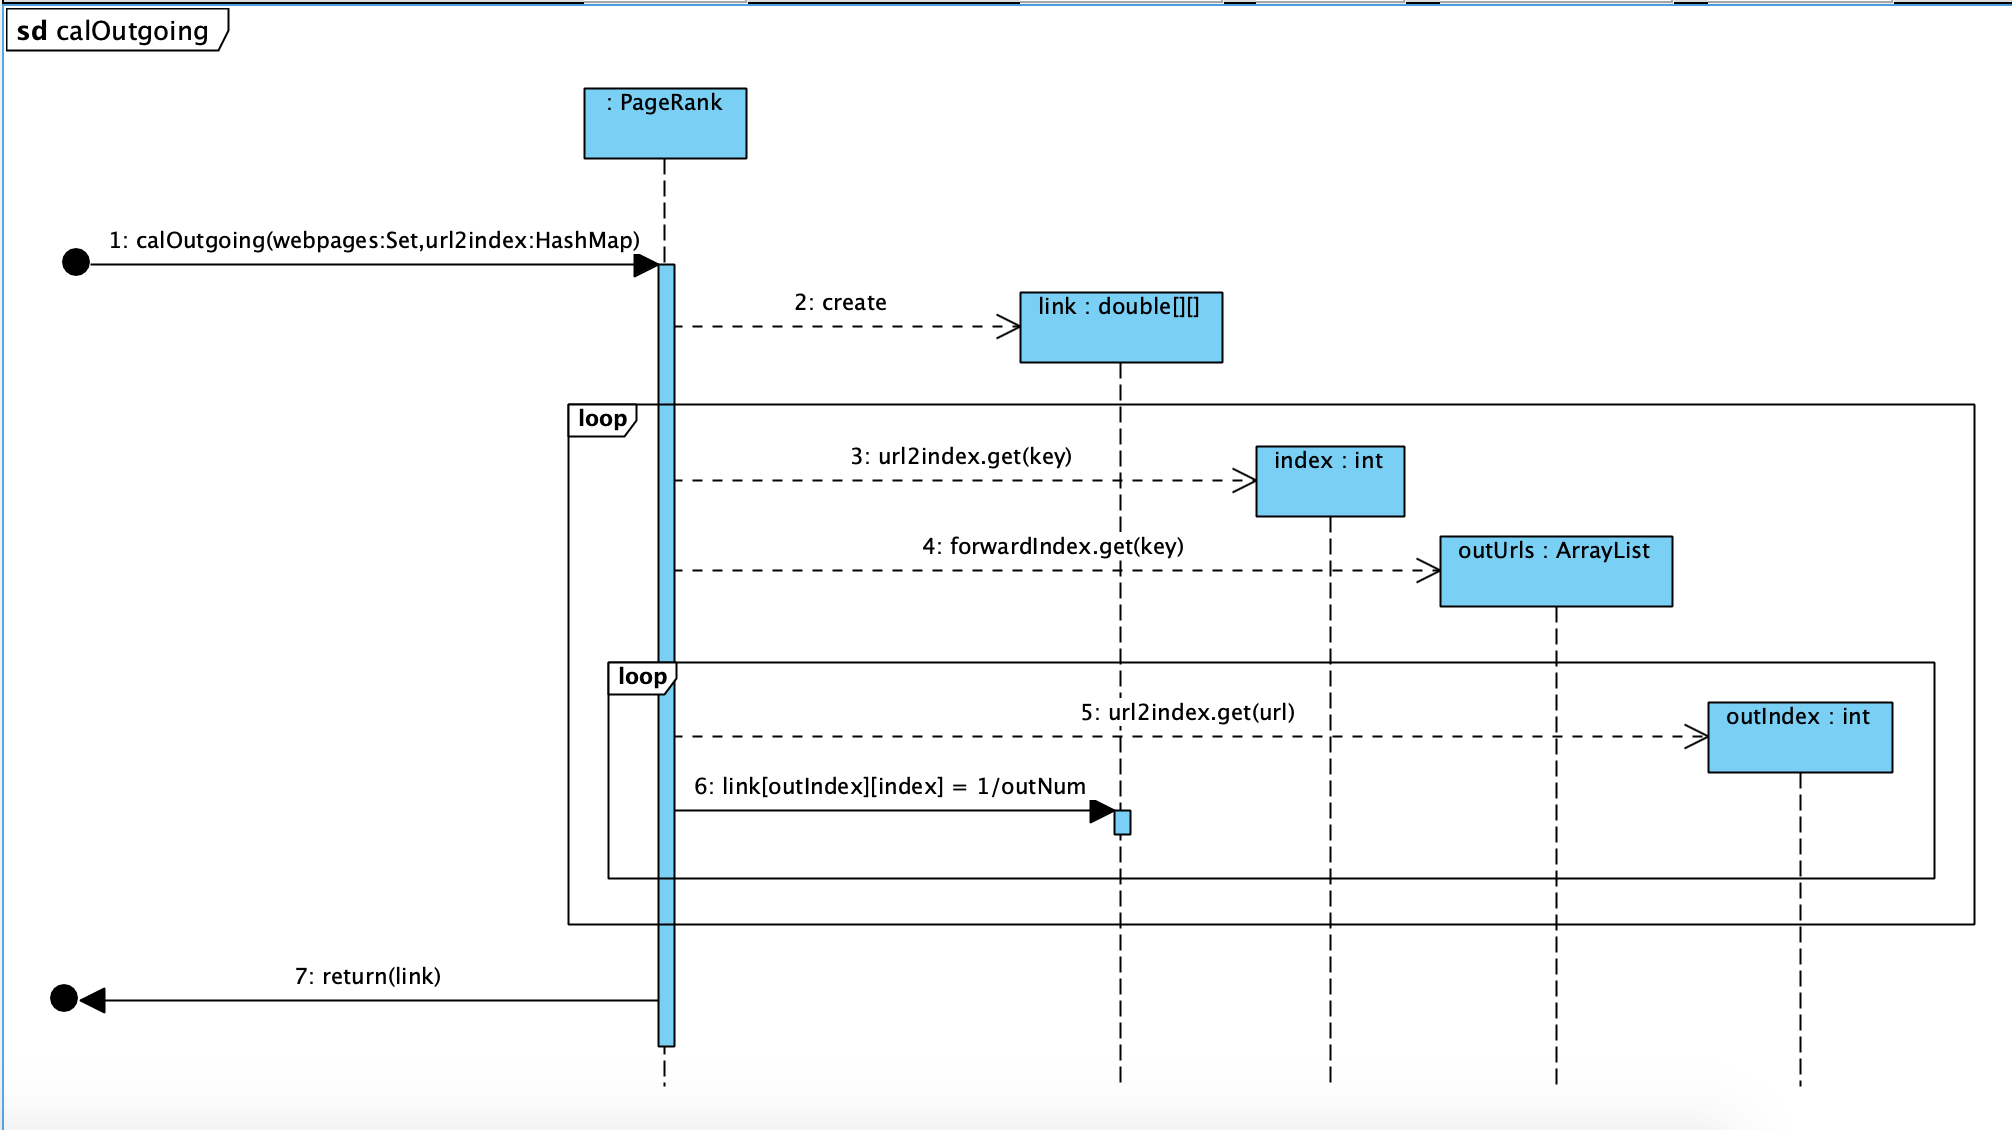 sd calOutgoing
: PageRank
1: calOutgoing(webpages:Set,url2index:HashMap)
2: create
link : double[][]
loop
3: url2index.get(key)
index : int
4: forwardIndex.get(key)
outUrls : ArrayList
loop
5: url2index.get(url)
outIndex : int
6: link[outIndex][index] = 1/outNum
7: return(link)